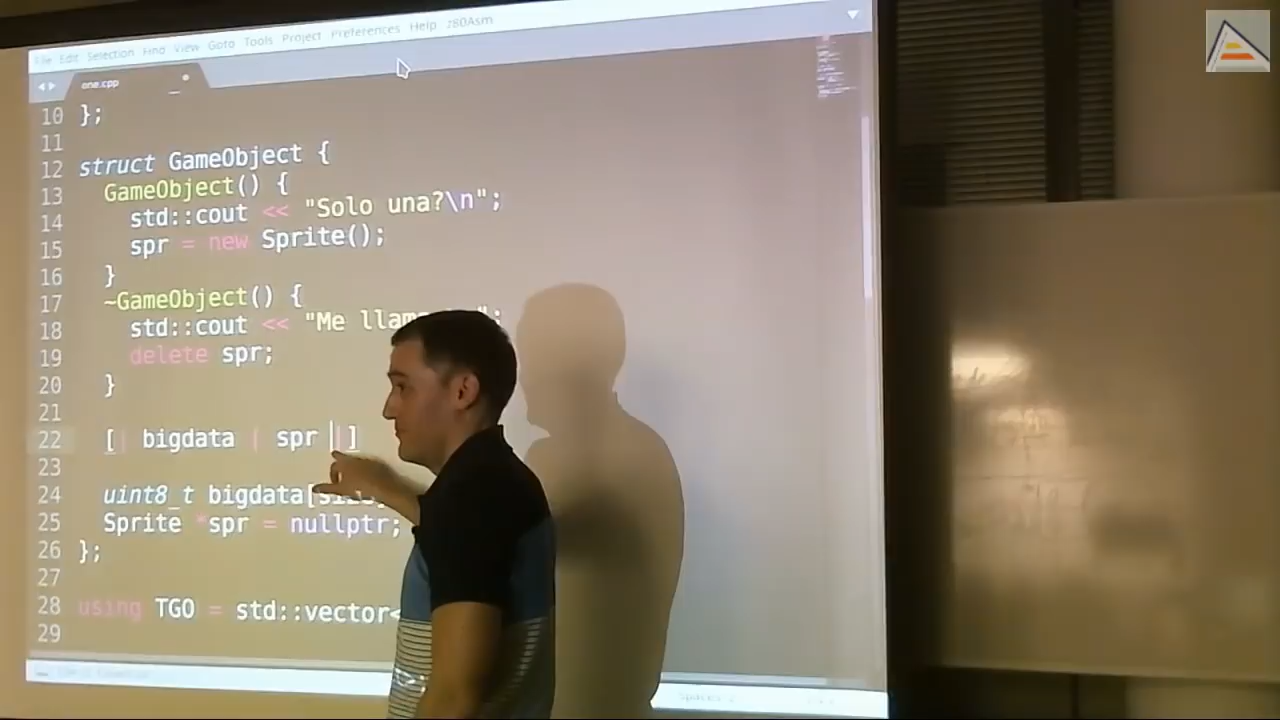 File Edit Selection Find View Goto Tools Project Preferences Help z80Asm
one.cpp
10 };
11
12 struct GameObject {
13 GameObject() {
14 std::cout << "Solo una?\n";
15 spr = new Sprite();
16 }
17 ~GameObject() {
18 std::cout << "Me ";
19 delete spr;
20 }
21
22 [| bigdata | spr |]
23
24 uint8_t bigdata[
25 Sprite *spr = nullptr;
26 };
27
28 using TGO = std::vector<
29